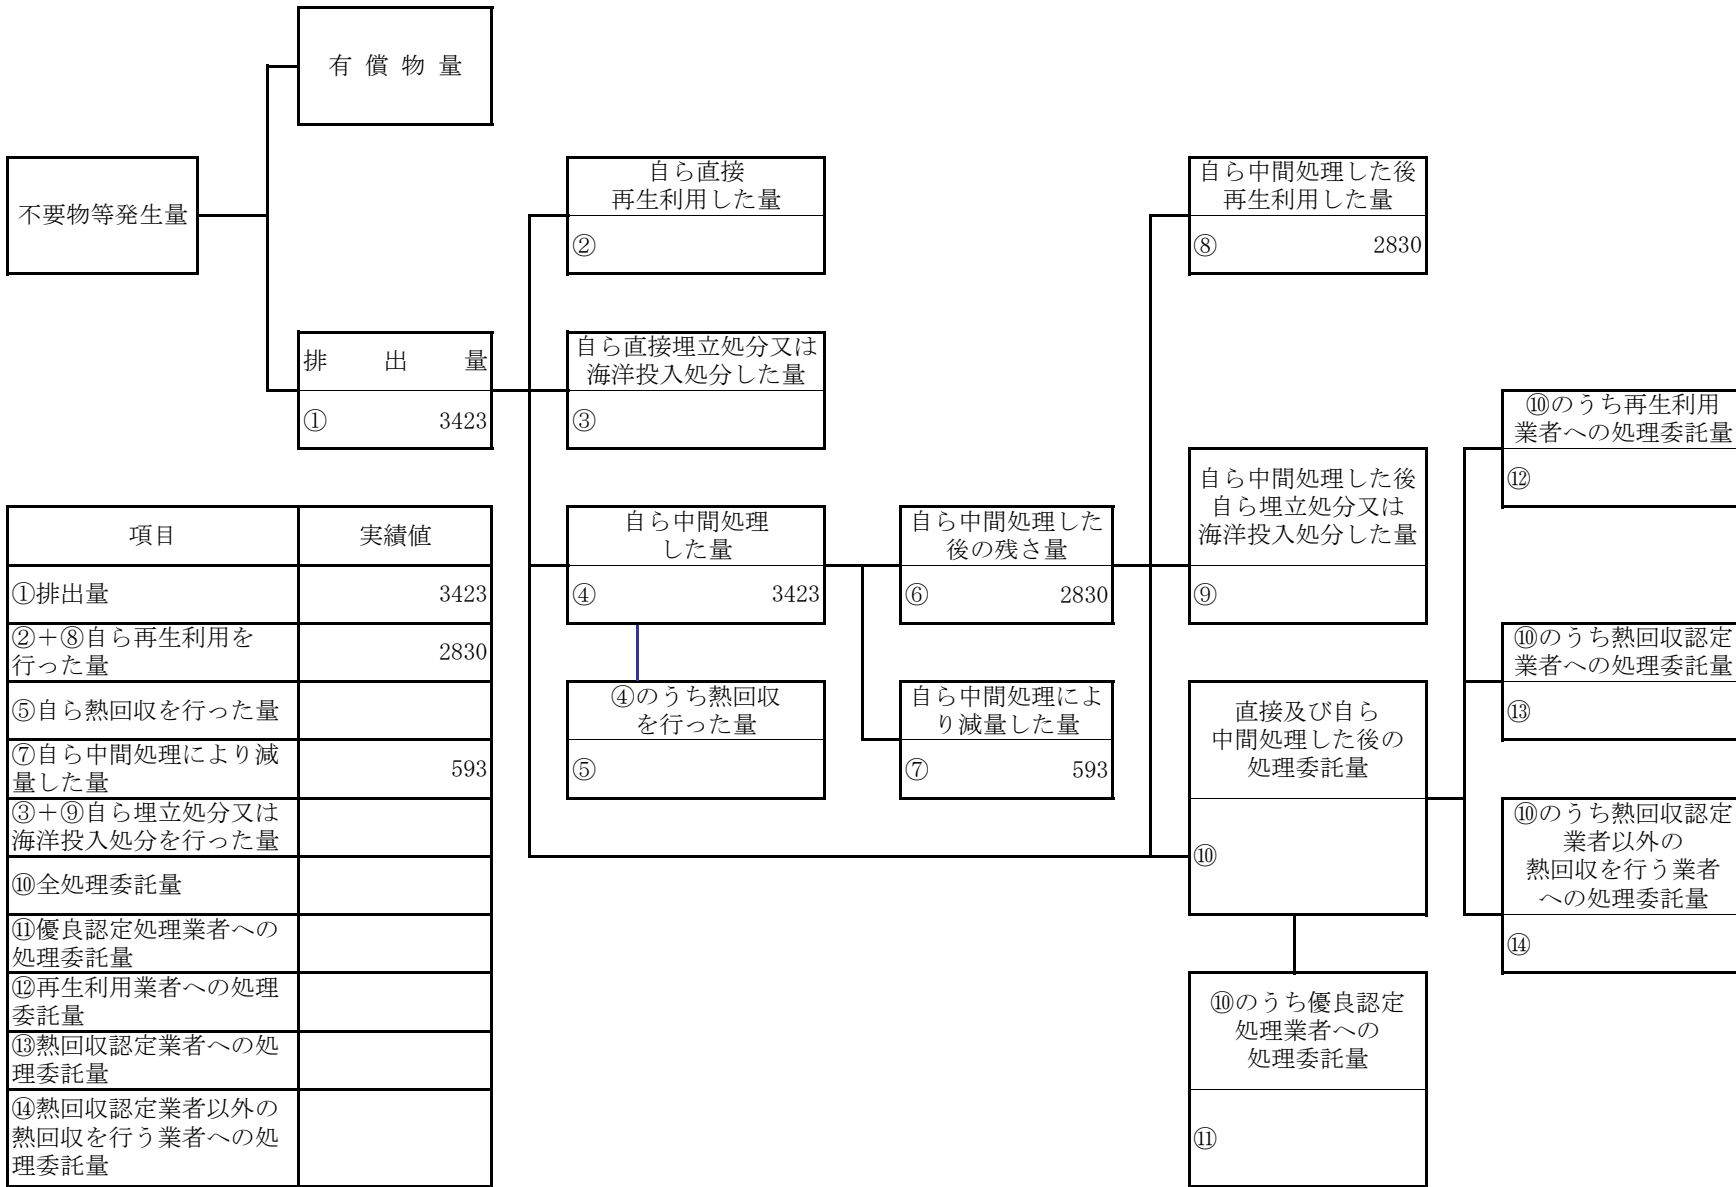 有償物量
不要物等発生量
自ら直接
再生利用した量
②
自ら中間処理した後
再生利用した量
⑧ 2830
排出量
① 3423
自ら直接埋立処分又は
海洋投入処分した量
③
⑩のうち再生利用
業者への処理委託量
⑫
自ら中間処理した後
自ら埋立処分又は
海洋投入処分した量
⑨
自ら中間処理
した量
④ 3423
自ら中間処理した
後の残さ量
⑥ 2830
⑩のうち熱回収認定
業者への処理委託量
⑬
④のうち熱回収
を行った量
⑤
自ら中間処理によ
り減量した量
⑦ 593
直接及び自ら
中間処理した後の
処理委託量
⑩
⑩のうち熱回収認定
業者以外の
熱回収を行う業者
への処理委託量
⑭
⑩のうち優良認定
処理業者への
処理委託量
⑪
項目 実績値
①排出量 3423
②+⑧自ら再生利用を
行った量 2830
⑤自ら熱回収を行った量
⑦自ら中間処理により減
量した量 593
③+⑨自ら埋立処分又は
海洋投入処分を行った量
⑩全処理委託量
⑪優良認定処理業者への
処理委託量
⑫再生利用業者への処理
委託量
⑬熱回収認定業者への処
理委託量
⑭熱回収認定業者以外の
熱回収を行う業者への処
理委託量